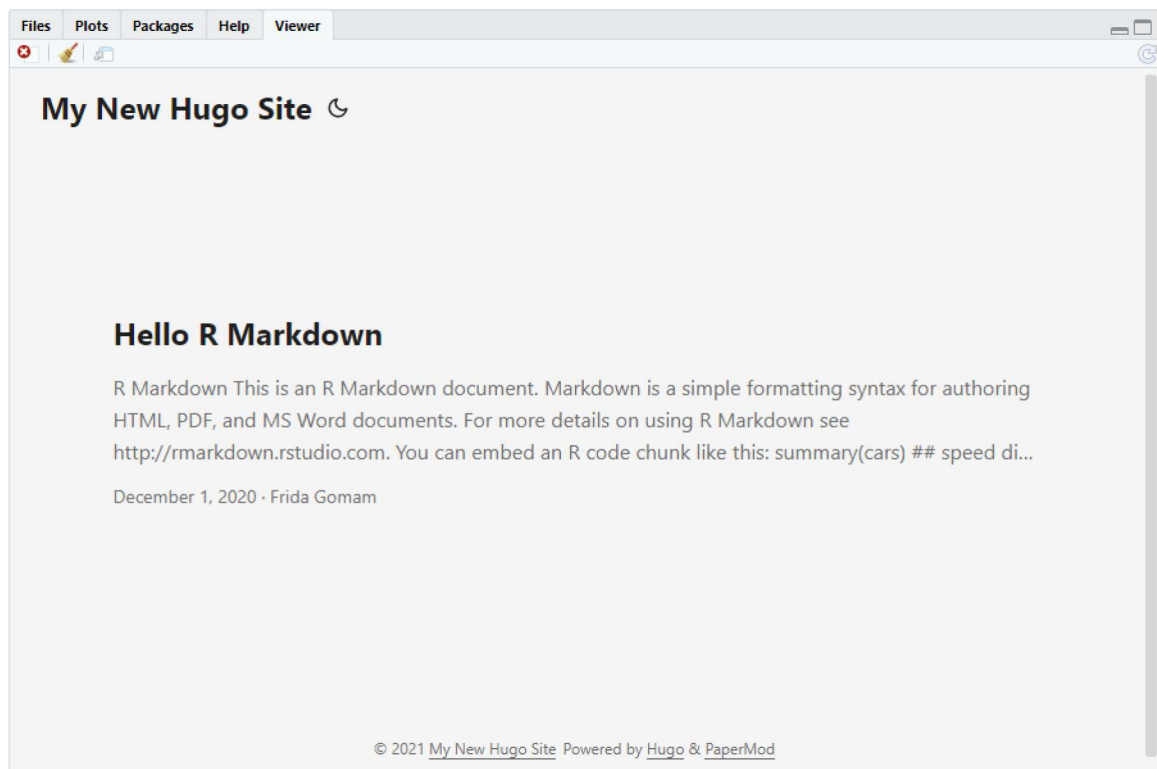 Files Plots Packages Help Viewer
My New Hugo Site
Hello R Markdown
R Markdown This is an R Markdown document. Markdown is a simple formatting syntax for authoring
HTML, PDF, and MS Word documents. For more details on using R Markdown see
http://rmarkdown.rstudio.com. You can embed an R code chunk like this: summary(cars) ## speed di...
December 1, 2020 · Frida Gomam
© 2021 My New Hugo Site Powered by Hugo & PaperMod